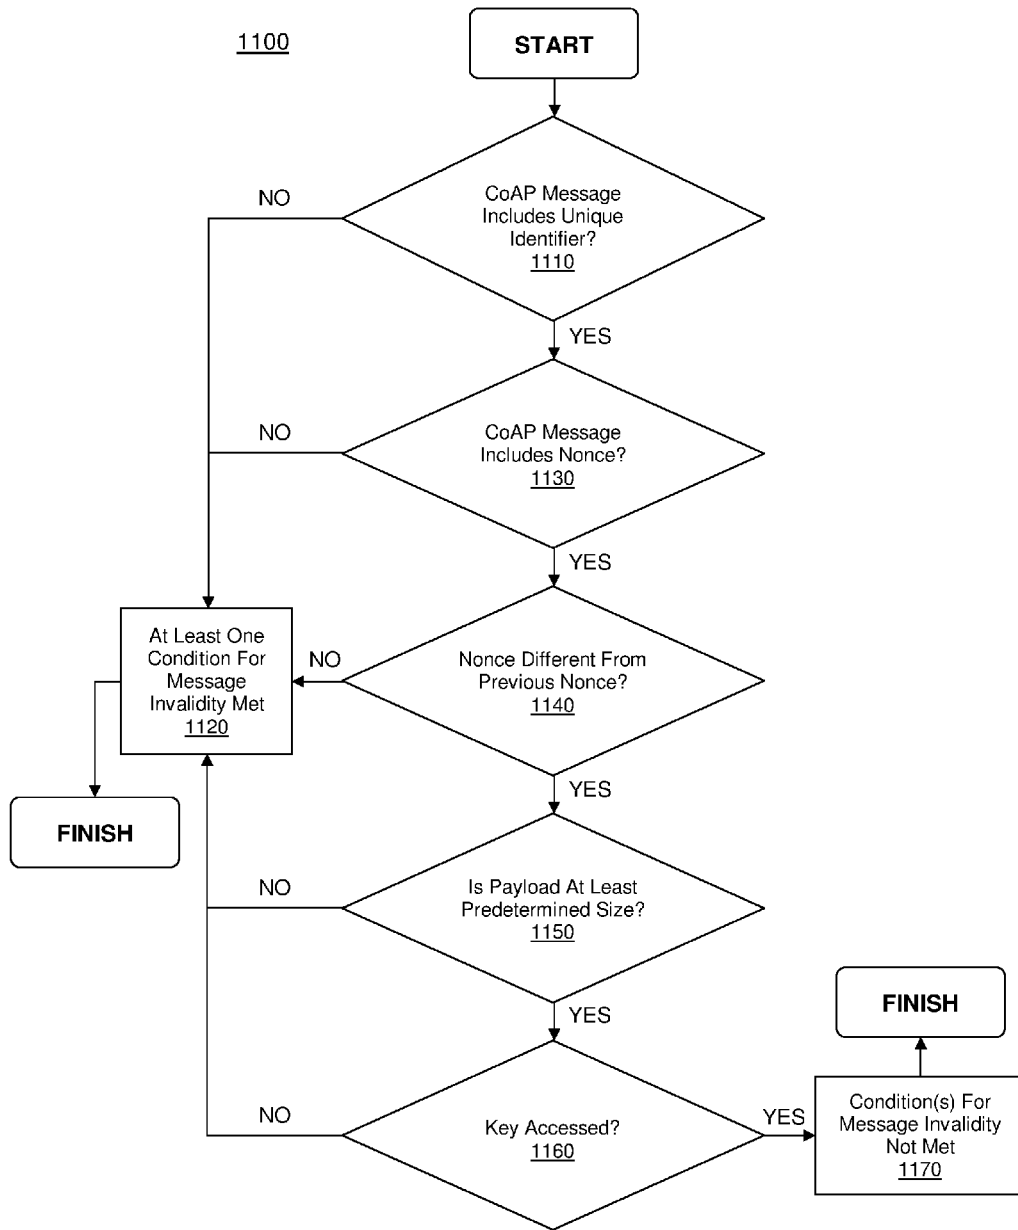 1100
START
CoAP Message
Includes Unique
Identifier?
1110
NO
YES
CoAP Message
Includes Nonce?
1130
NO
YES
At Least One
Condition For
Message
Invalidity Met
1120
NO
Nonce Different From
Previous Nonce?
1140
YES
FINISH
Is Payload At Least
Predetermined Size?
1150
NO
YES
FINISH
Key Accessed?
1160
NO
YES
Condition(s) For
Message Invalidity
Not Met
1170